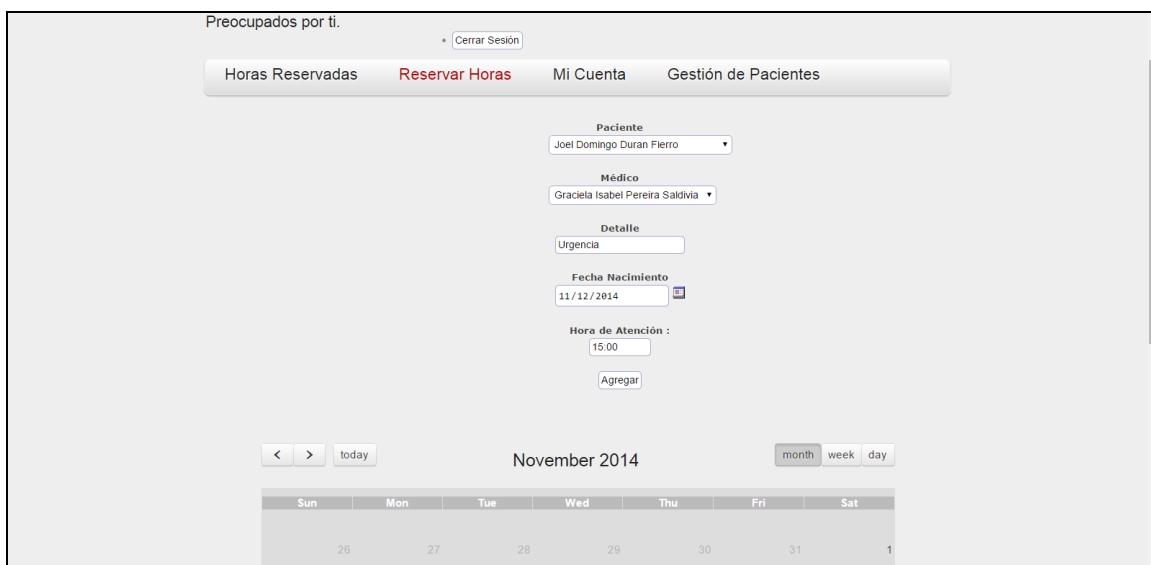 Preocupados por ti.
Cerrar Sesión
Horas Reservadas Reservar Horas Mi Cuenta Gestión de Pacientes
Paciente
Joel Domingo Duran Fierro
Médico
Graciela Isabel Pereira Saldivia
Detalle
Urgencia
Fecha Nacimiento
11/12/2014
Hora de Atención :
15:00
Agregar
< > today November 2014 month week day
Sun Mon Tue Wed Thu Fri Sat
26 27 28 29 30 31 1